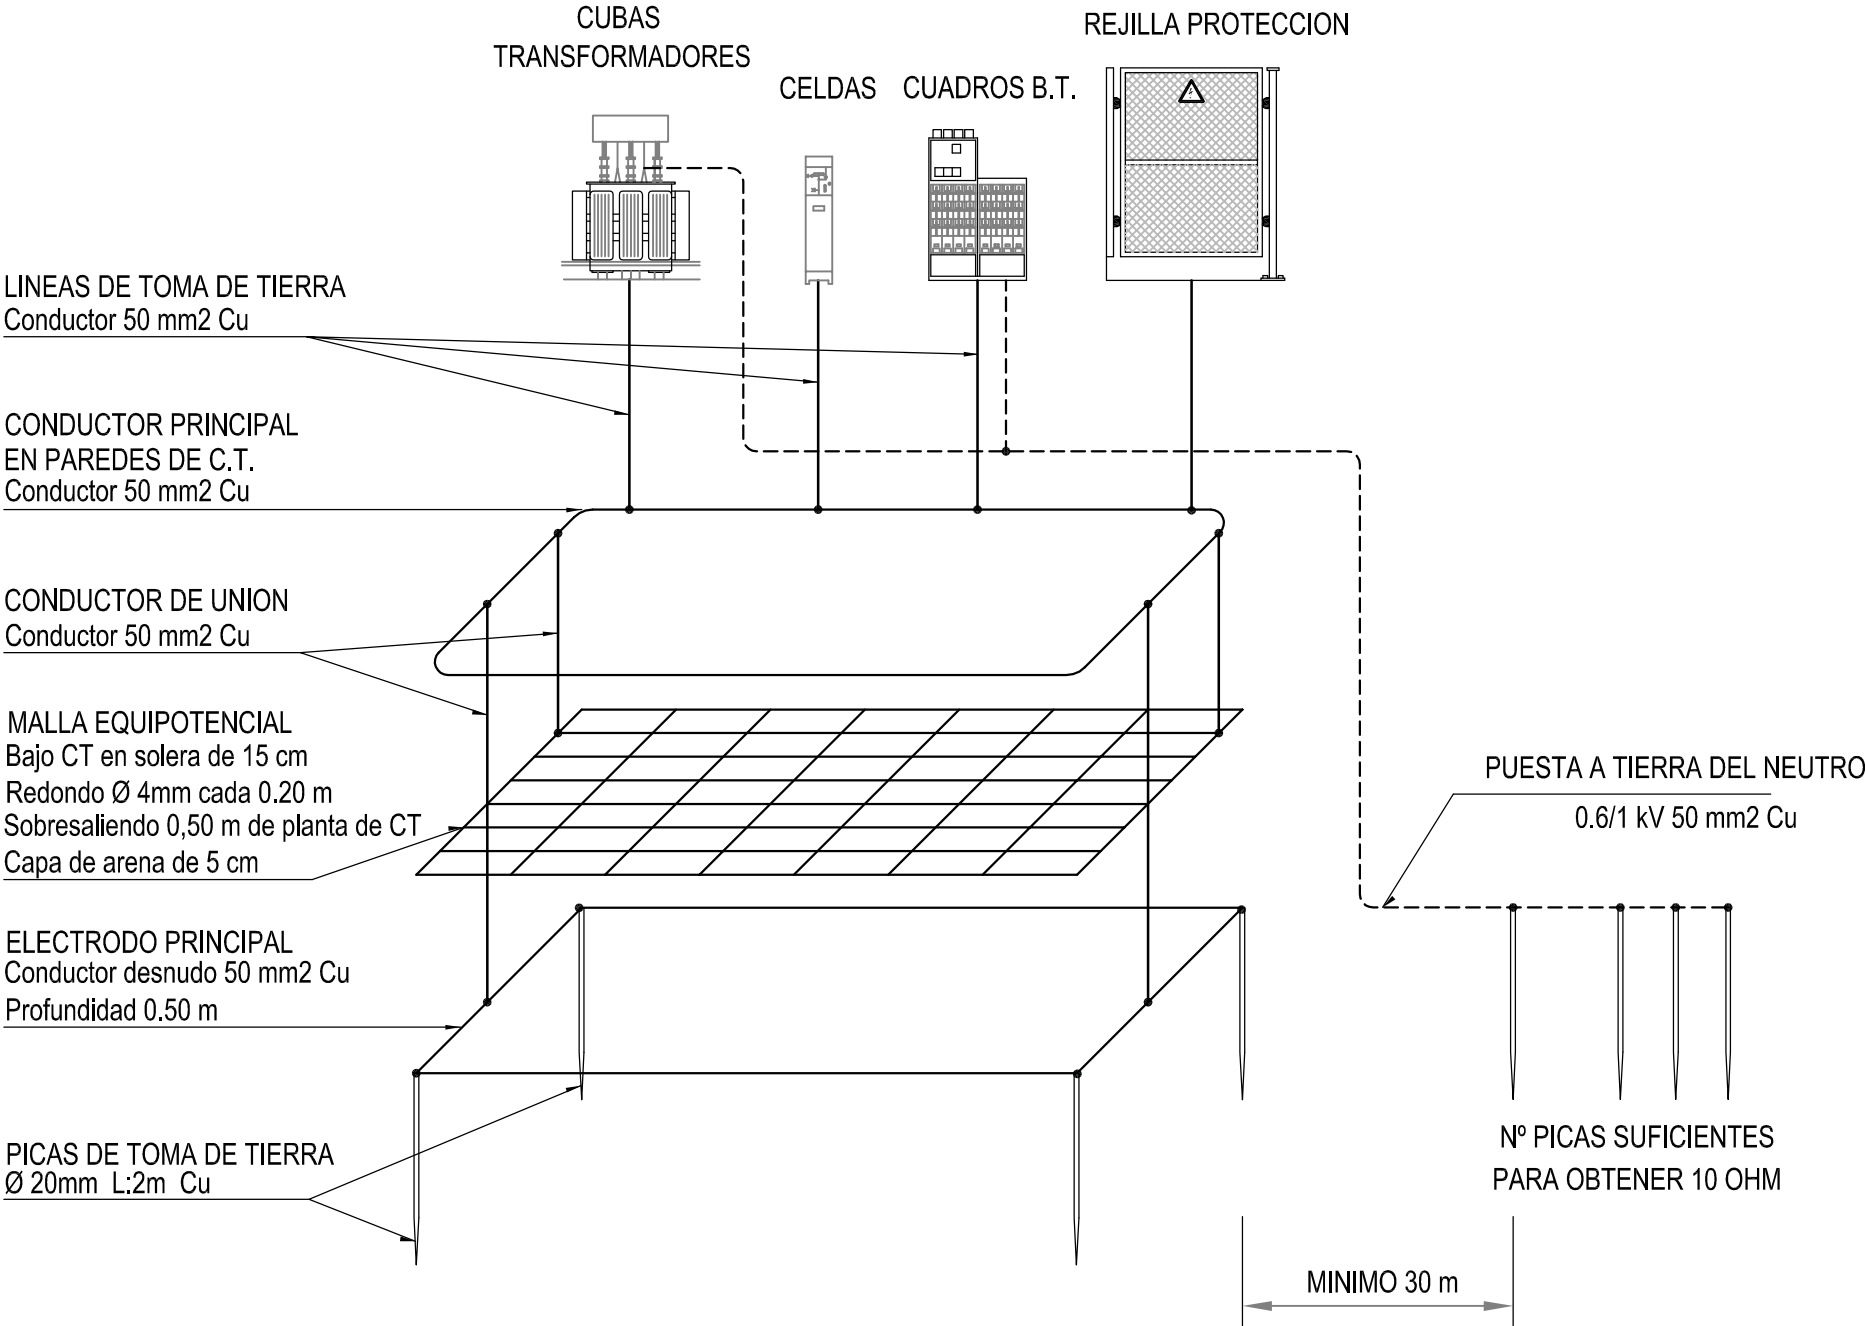 CUBAS
TRANSFORMADORES
CELDAS
CUADROS B.T.
REJILLA PROTECCION
LINEAS DE TOMA DE TIERRA
Conductor 50 mm2 Cu
CONDUCTOR PRINCIPAL
EN PAREDES DE C.T.
Conductor 50 mm2 Cu
CONDUCTOR DE UNION
Conductor 50 mm2 Cu
MALLA EQUIPOTENCIAL
Bajo CT en solera de 15 cm
Redondo Ø 4mm cada 0.20 m
Sobresaliendo 0,50 m de planta de CT
Capa de arena de 5 cm
ELECTRODO PRINCIPAL
Conductor desnudo 50 mm2 Cu
Profundidad 0.50 m
PICAS DE TOMA DE TIERRA
Ø 20mm L:2m Cu
PUESTA A TIERRA DEL NEUTRO
0.6/1 kV 50 mm2 Cu
Nº PICAS SUFICIENTES
PARA OBTENER 10 OHM
MINIMO 30 m